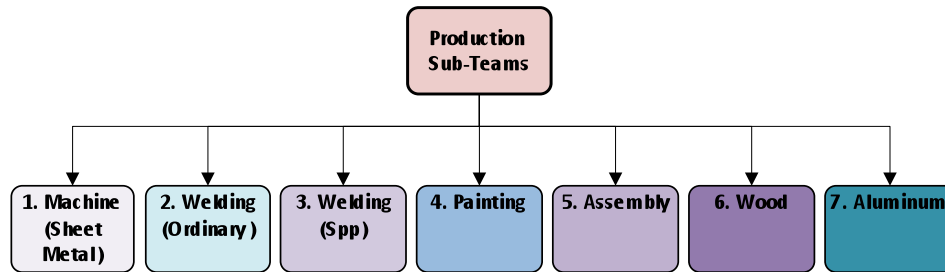 Production
Sub-Teams
1. Machine
(Sheet
Metal)
2. Welding
(Ordinary)
3. Welding
(Spp)
4. Painting
5. Assembly
6. Wood
7. Aluminum